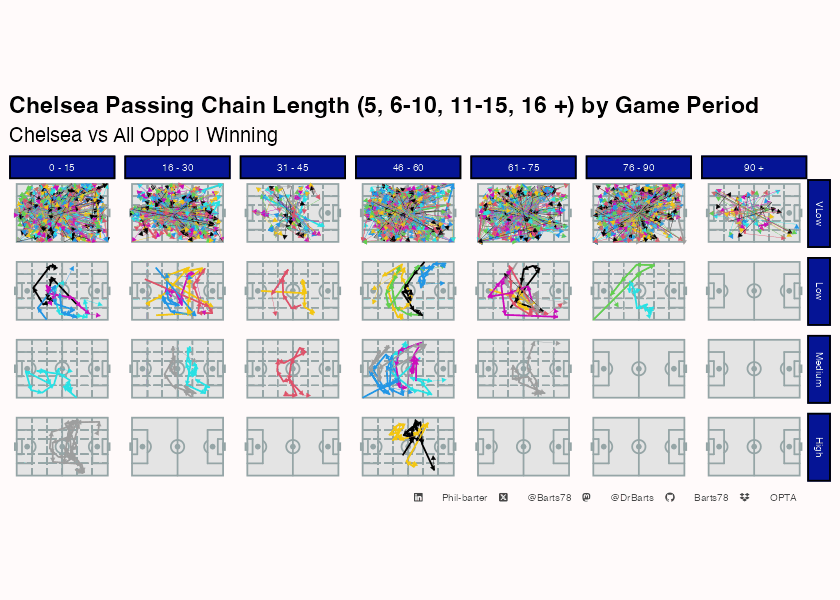 Chelsea Passing Chain Length (5, 6-10, 11-15, 16 +) by Game Period
Chelsea vs All Oppo | Winning
0 - 15 16 - 30 31 - 45 46 - 60 61 - 75 76 - 90 90 +
V.Low
Low
Medium
High
Phil-barter @Barts78 @DrBarts Barts78 OPTA